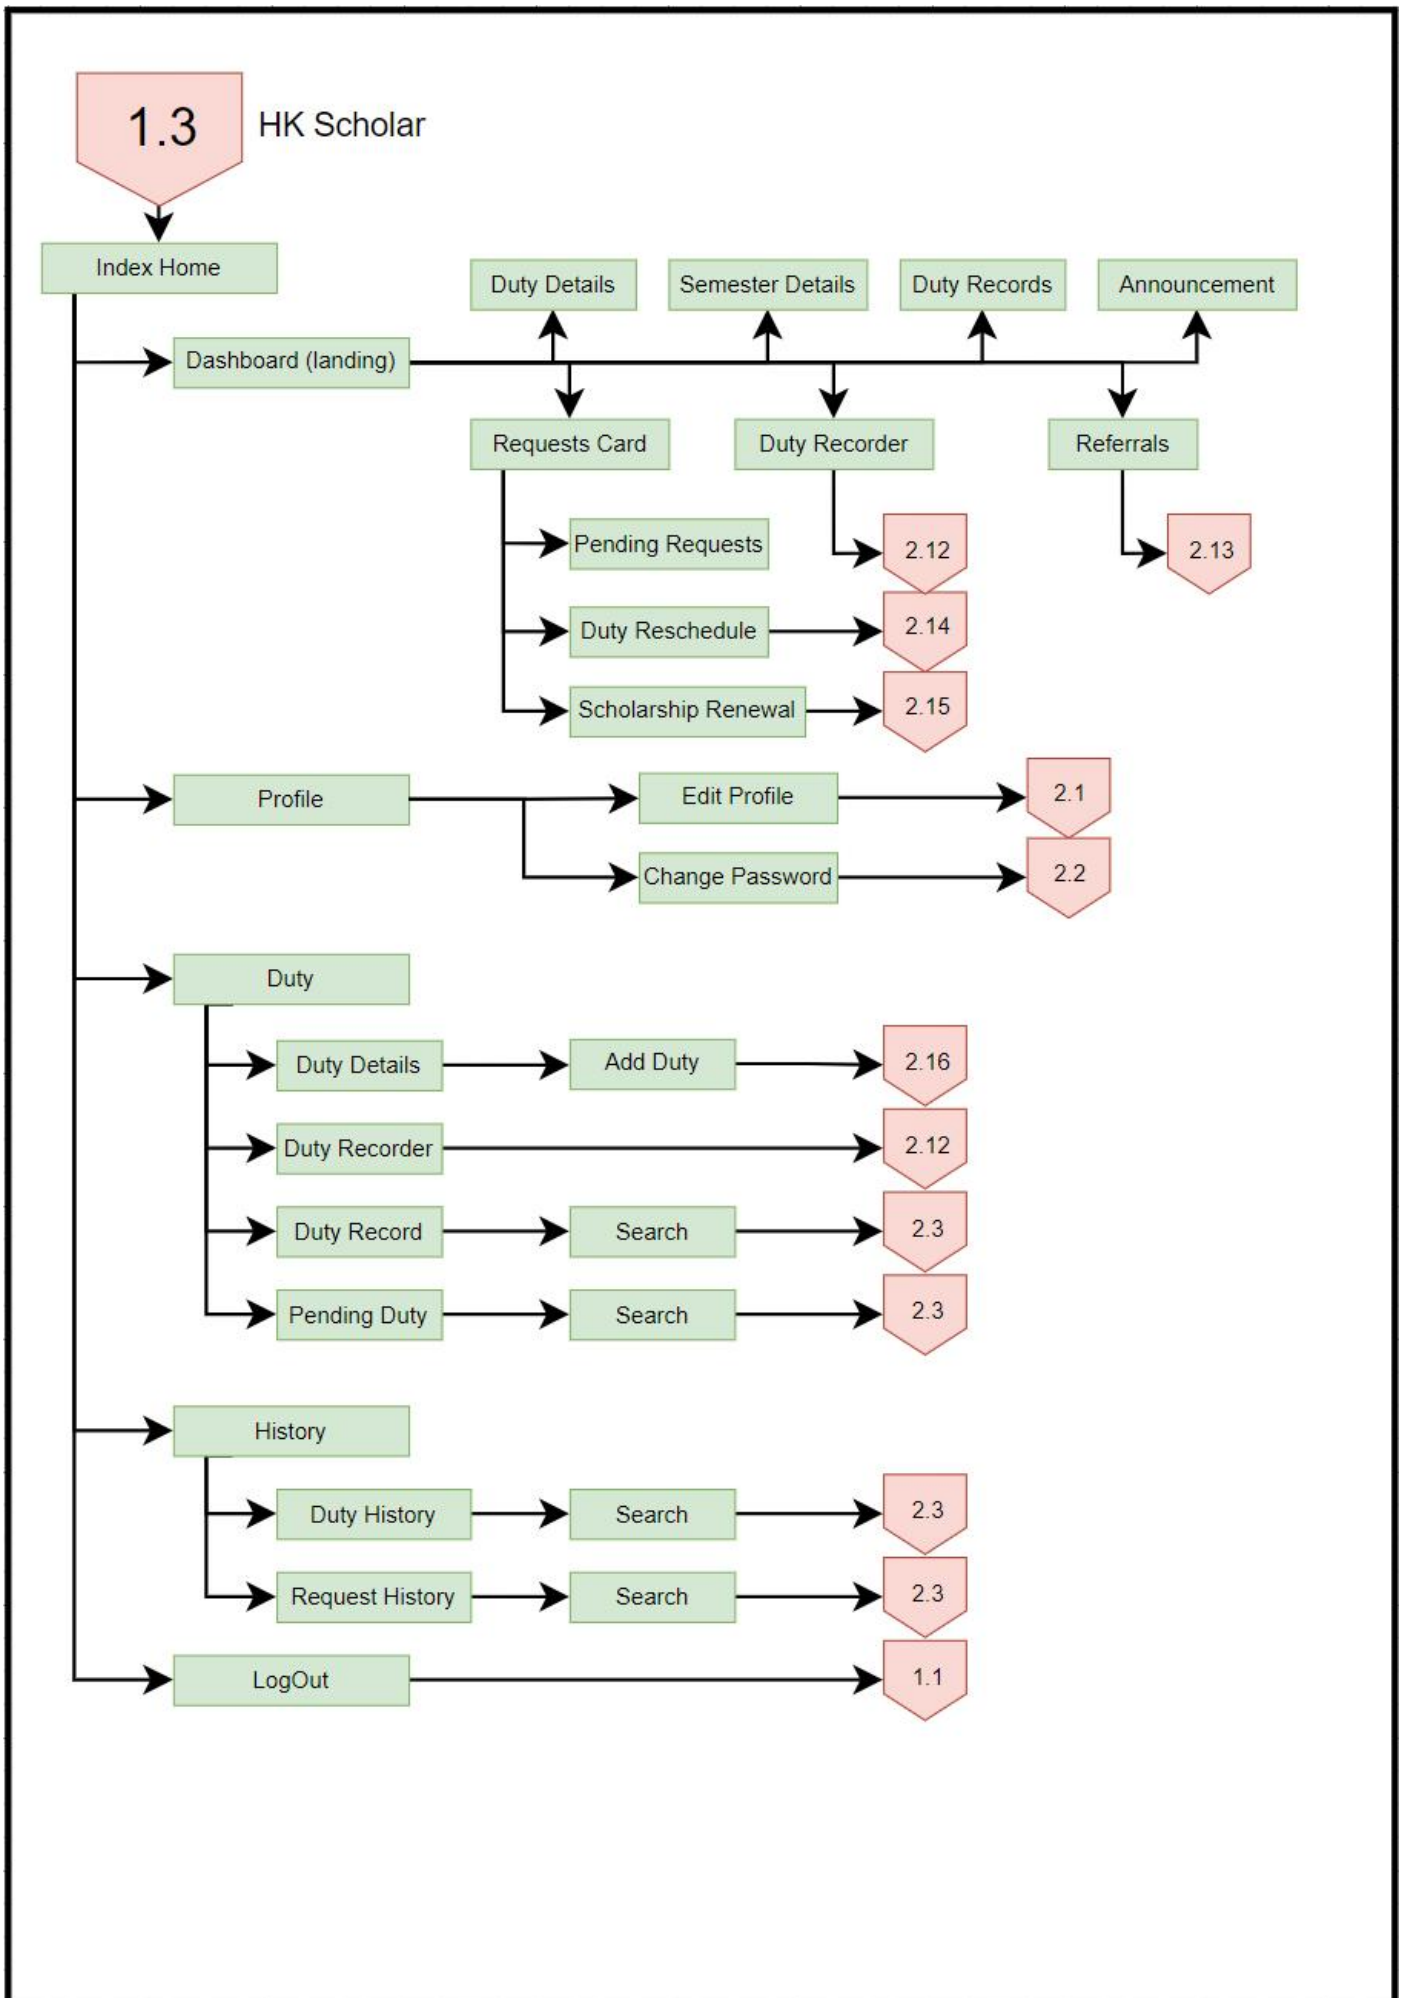 1.3
HK Scholar
Index Home
Duty Details
Semester Details
Duty Records
Announcement
Dashboard (landing)
Requests Card
Duty Recorder
Referrals
Pending Requests
2.12
2.13
Duty Reschedule
2.14
Scholarship Renewal
2.15
Profile
Edit Profile
2.1
Change Password
2.2
Duty
Duty Details
Add Duty
2.16
Duty Recorder
2.12
Duty Record
Search
2.3
Pending Duty
Search
2.3
History
Duty History
Search
2.3
Request History
Search
2.3
LogOut
1.1